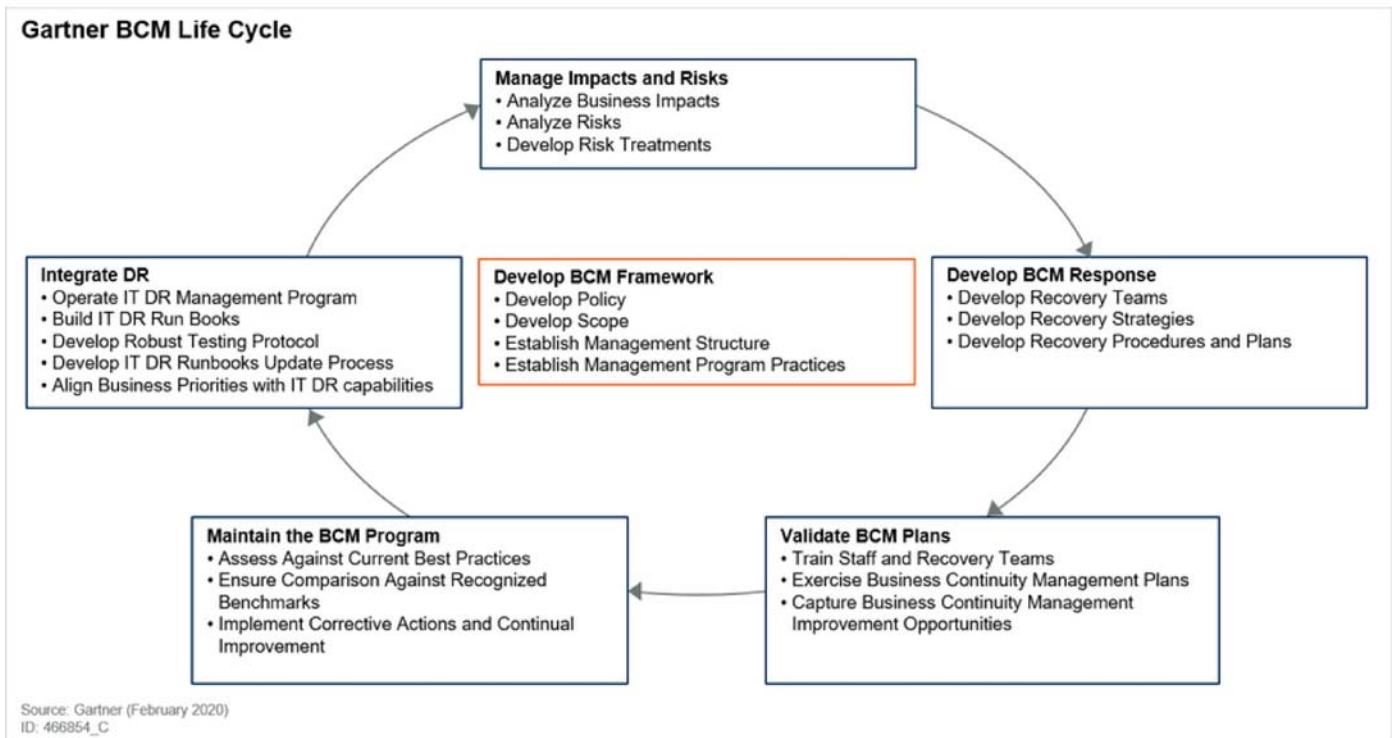 Gartner BCM Life Cycle
Manage Impacts and Risks
• Analyze Business Impacts
• Analyze Risks
• Develop Risk Treatments
Integrate DR
• Operate IT DR Management Program
• Build IT DR Run Books
• Develop Robust Testing Protocol
• Develop IT DR Runbooks Update Process
• Align Business Priorities with IT DR capabilities
Develop BCM Framework
• Develop Policy
• Develop Scope
• Establish Management Structure
• Establish Management Program Practices
Develop BCM Response
• Develop Recovery Teams
• Develop Recovery Strategies
• Develop Recovery Procedures and Plans
Maintain the BCM Program
• Assess Against Current Best Practices
• Ensure Comparison Against Recognized
Benchmarks
• Implement Corrective Actions and Continual
Improvement
Validate BCM Plans
• Train Staff and Recovery Teams
• Exercise Business Continuity Management Plans
• Capture Business Continuity Management
Improvement Opportunities
Source: Gartner (February 2020)
ID: 466854_C